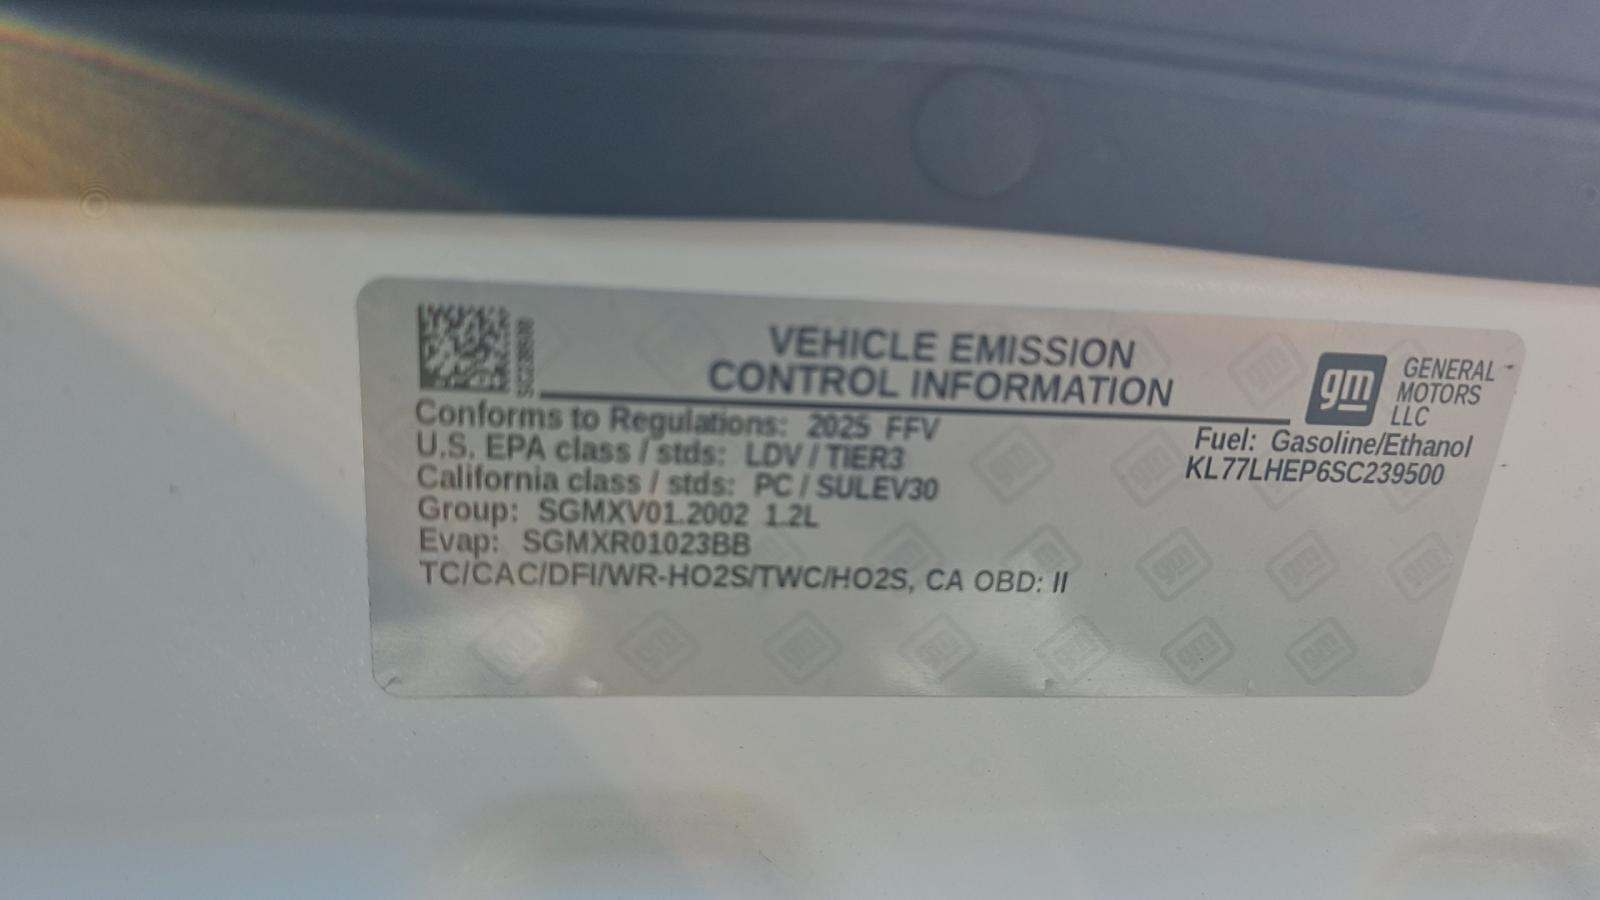 VEHICLE EMISSION
CONTROL INFORMATION
gm
GENERAL
MOTORS
LLC
Conforms to Regulations: 2025 FFV
U.S. EPA class / stds: LDV / TIER3
California class / stds: PC / SULEV30
Group: SGMXV01.2002 1.2L
Evap: SGMXR01023BB
TC/CAC/DFI/WR-HO2S/TWC/HO2S, CA OBD: II
Fuel: Gasoline/Ethanol
KL77LHEP6SC239500